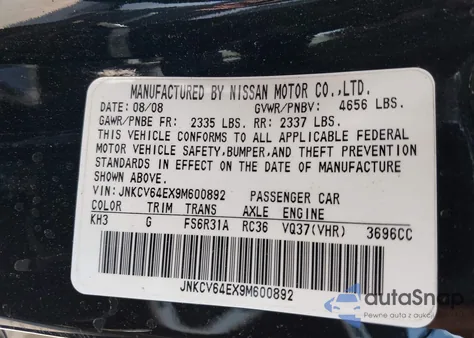 MANUFACTURED BY NISSAN MOTOR CO.,LTD.
DATE: 08/08 GVWR/PNBV: 4656 LBS.
GAWR/PNBE FR: 2335 LBS. RR: 2337 LBS.
THIS VEHICLE CONFORMS TO ALL APPLICABLE FEDERAL
MOTOR VEHICLE SAFETY, BUMPER, AND THEFT PREVENTION
STANDARDS IN EFFECT ON THE DATE OF MANUFACTURE
SHOWN ABOVE.
VIN: JNKCV64EX9M600892 PASSENGER CAR
COLOR TRIM TRANS AXLE ENGINE
KH3 G FS6R31A RC36 VQ37(VHR) 3696CC
JNKCV64EX9M600892
autoSnap
Pewne auto z USA